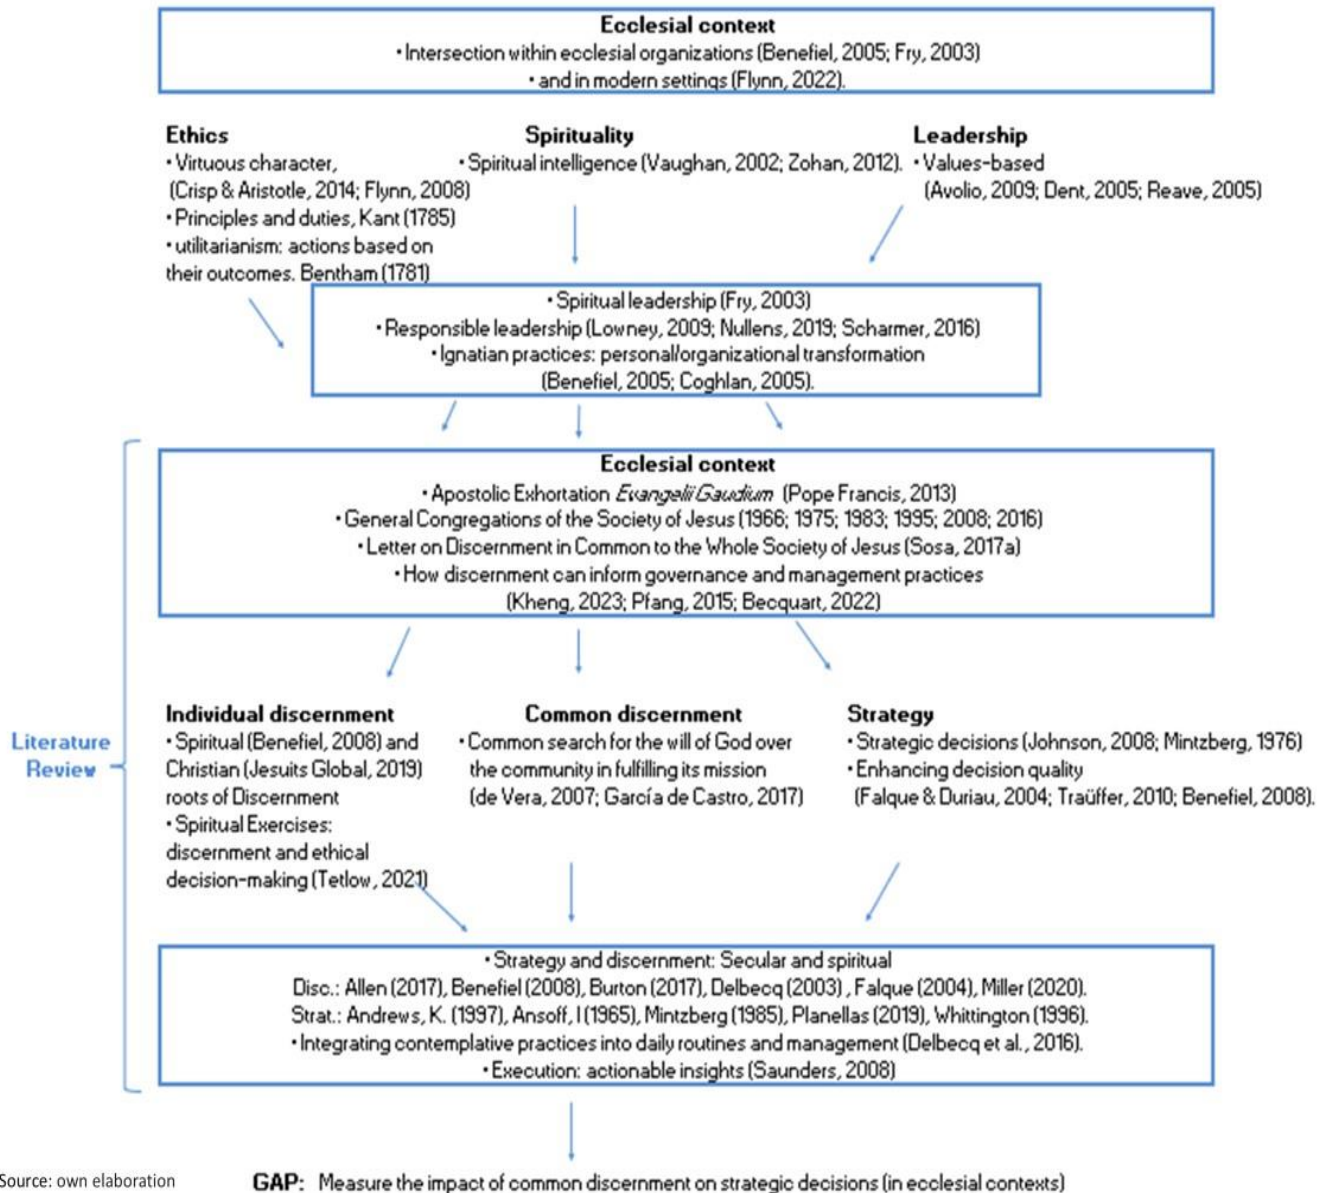 Ecclesial context
• Intersection within ecclesial organizations (Benefiel, 2005; Fry, 2003)
• and in modern settings (Flynn, 2022).
Ethics
• Virtuous character,
(Crisp & Aristotle, 2014; Flynn, 2008)
• Principles and duties, Kant (1785)
• utilitarianism: actions based on
their outcomes. Bentham (1781)
Spirituality
• Spiritual intelligence (Vaughan, 2002; Zohan, 2012).
Leadership
• Values-based
(Avolio, 2009; Dent, 2005; Reave, 2005)
• Spiritual leadership (Fry, 2003)
• Responsible leadership (Lowney, 2009; Nullens, 2019; Scharmer, 2016)
• Ignatian practices: personal/organizational transformation
(Benefiel, 2005; Coghlan, 2005).
Literature
Review
Ecclesial context
• Apostolic Exhortation Evangelii Gaudium (Pope Francis, 2013)
• General Congregations of the Society of Jesus (1966; 1975; 1983; 1995; 2008; 2016)
• Letter on Discernment in Common to the Whole Society of Jesus (Sosa, 2017a)
• How discernment can inform governance and management practices
(Kheng, 2023; Pfang, 2015; Becquart, 2022)
Individual discernment
• Spiritual (Benefiel, 2008) and
Christian (Jesuits Global, 2019)
roots of Discernment
• Spiritual Exercises:
discernment and ethical
decision-making (Tetlow, 2021)
Common discernment
• Common search for the will of God over
the community in fulfilling its mission
(de Vera, 2007; García de Castro, 2017)
Strategy
• Strategic decisions (Johnson, 2008; Mintzberg, 1976)
• Enhancing decision quality
(Falque & Duriau, 2004; Traüffer, 2010; Benefiel, 2008).
• Strategy and discernment: Secular and spiritual
Disc.: Allen (2017), Benefiel (2008), Burton (2017), Delbecq (2003) , Falque (2004), Miller (2020).
Strat.: Andrews, K. (1997), Ansoff, I (1965), Mintzberg (1985), Planellas (2019), Whittington (1996).
• Integrating contemplative practices into daily routines and management (Delbecq et al., 2016).
• Execution: actionable insights (Saunders, 2008)
Source: own elaboration
GAP: Measure the impact of common discernment on strategic decisions (in ecclesial contexts)